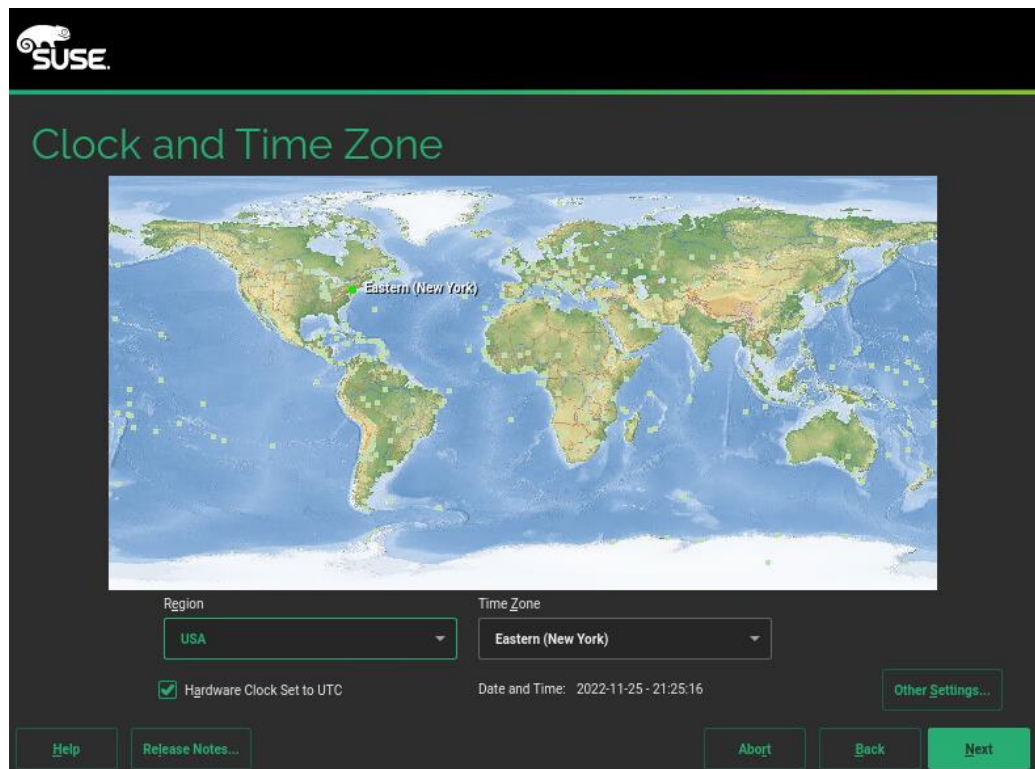 SUSE.
Clock and Time Zone
Eastern (New York)
Region
Time Zone
USA
Eastern (New York)
Hardware Clock Set to UTC
Date and Time: 2022-11-25 - 21:25:16
Other Settings...
Help
Release Notes...
Abort
Back
Next